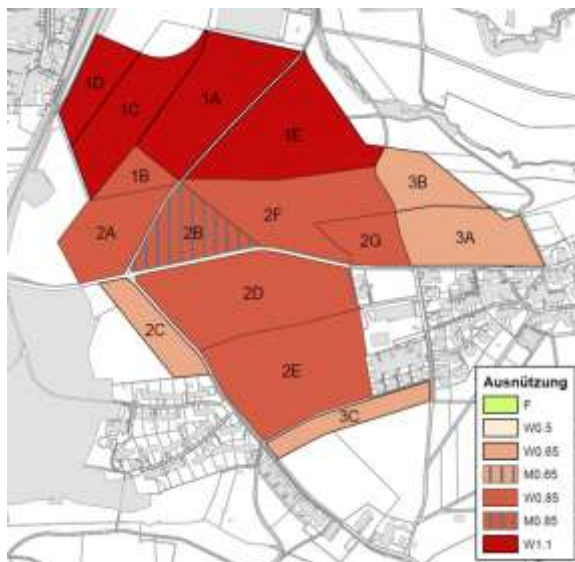 1D
1C
1A
1E
1B
3B
2A
2B
2F
2G
3A
2D
2C
2E
3C
Ausnützung
F
W0.5
W0.65
M0.65
W0.85
M0.85
W1.1